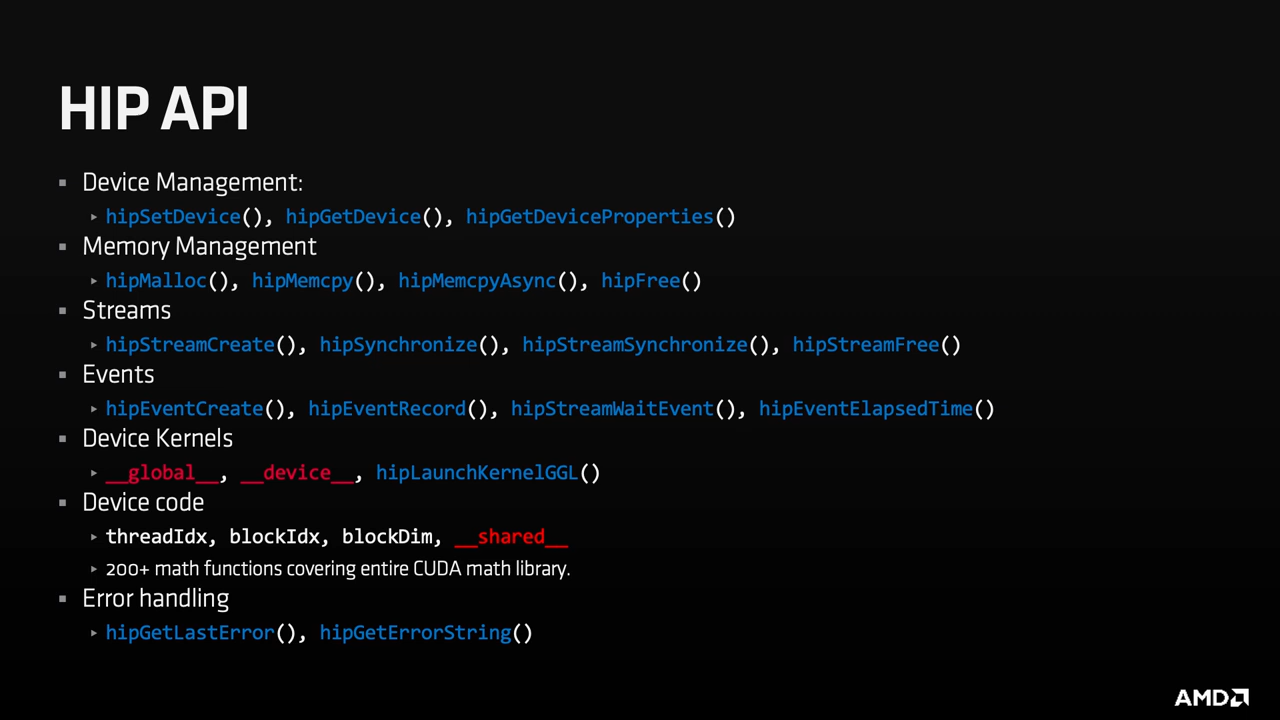 HIP API
▪ Device Management:
▸ hipSetDevice(), hipGetDevice(), hipGetDeviceProperties()
▪ Memory Management
▸ hipMalloc(), hipMemcpy(), hipMemcpyAsync(), hipFree()
▪ Streams
▸ hipStreamCreate(), hipSynchronize(), hipStreamSynchronize(), hipStreamFree()
▪ Events
▸ hipEventCreate(), hipEventRecord(), hipStreamWaitEvent(), hipEventElapsedTime()
▪ Device Kernels
▸ __global__, __device__, hipLaunchKernelGGL()
▪ Device code
▸ threadIdx, blockIdx, blockDim, __shared__
▸ 200+ math functions covering entire CUDA math library.
▪ Error handling
▸ hipGetLastError(), hipGetErrorString()
AMD